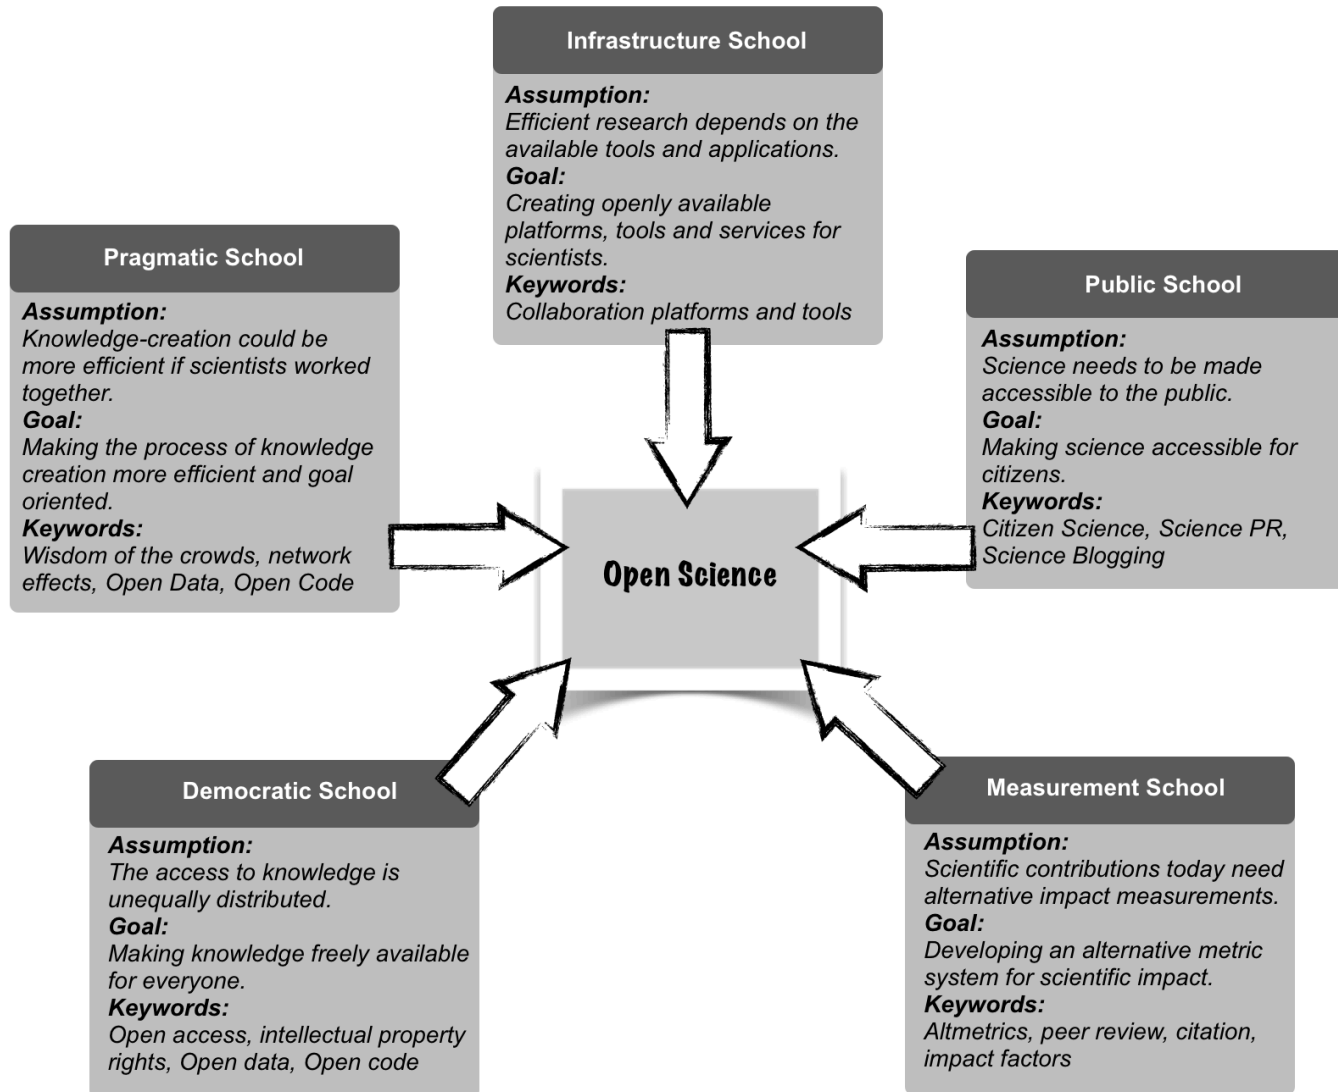 Infrastructure School
Assumption:
Efficient research depends on the
available tools and applications.
Goal:
Creating openly available
platforms, tools and services for
scientists.
Keywords:
Collaboration platforms and tools
Pragmatic School
Assumption:
Knowledge-creation could be
more efficient if scientists worked
together.
Goal:
Making the process of knowledge
creation more efficient and goal
oriented.
Keywords:
Wisdom of the crowds, network
effects, Open Data, Open Code
Public School
Assumption:
Science needs to be made
accessible to the public.
Goal:
Making science accessible for
citizens.
Keywords:
Citizen Science, Science PR,
Science Blogging
Open Science
Democratic School
Assumption:
The access to knowledge is
unequally distributed.
Goal:
Making knowledge freely available
for everyone.
Keywords:
Open access, intellectual property
rights, Open data, Open code
Measurement School
Assumption:
Scientific contributions today need
alternative impact measurements.
Goal:
Developing an alternative metric
system for scientific impact.
Keywords:
Altmetrics, peer review, citation,
impact factors